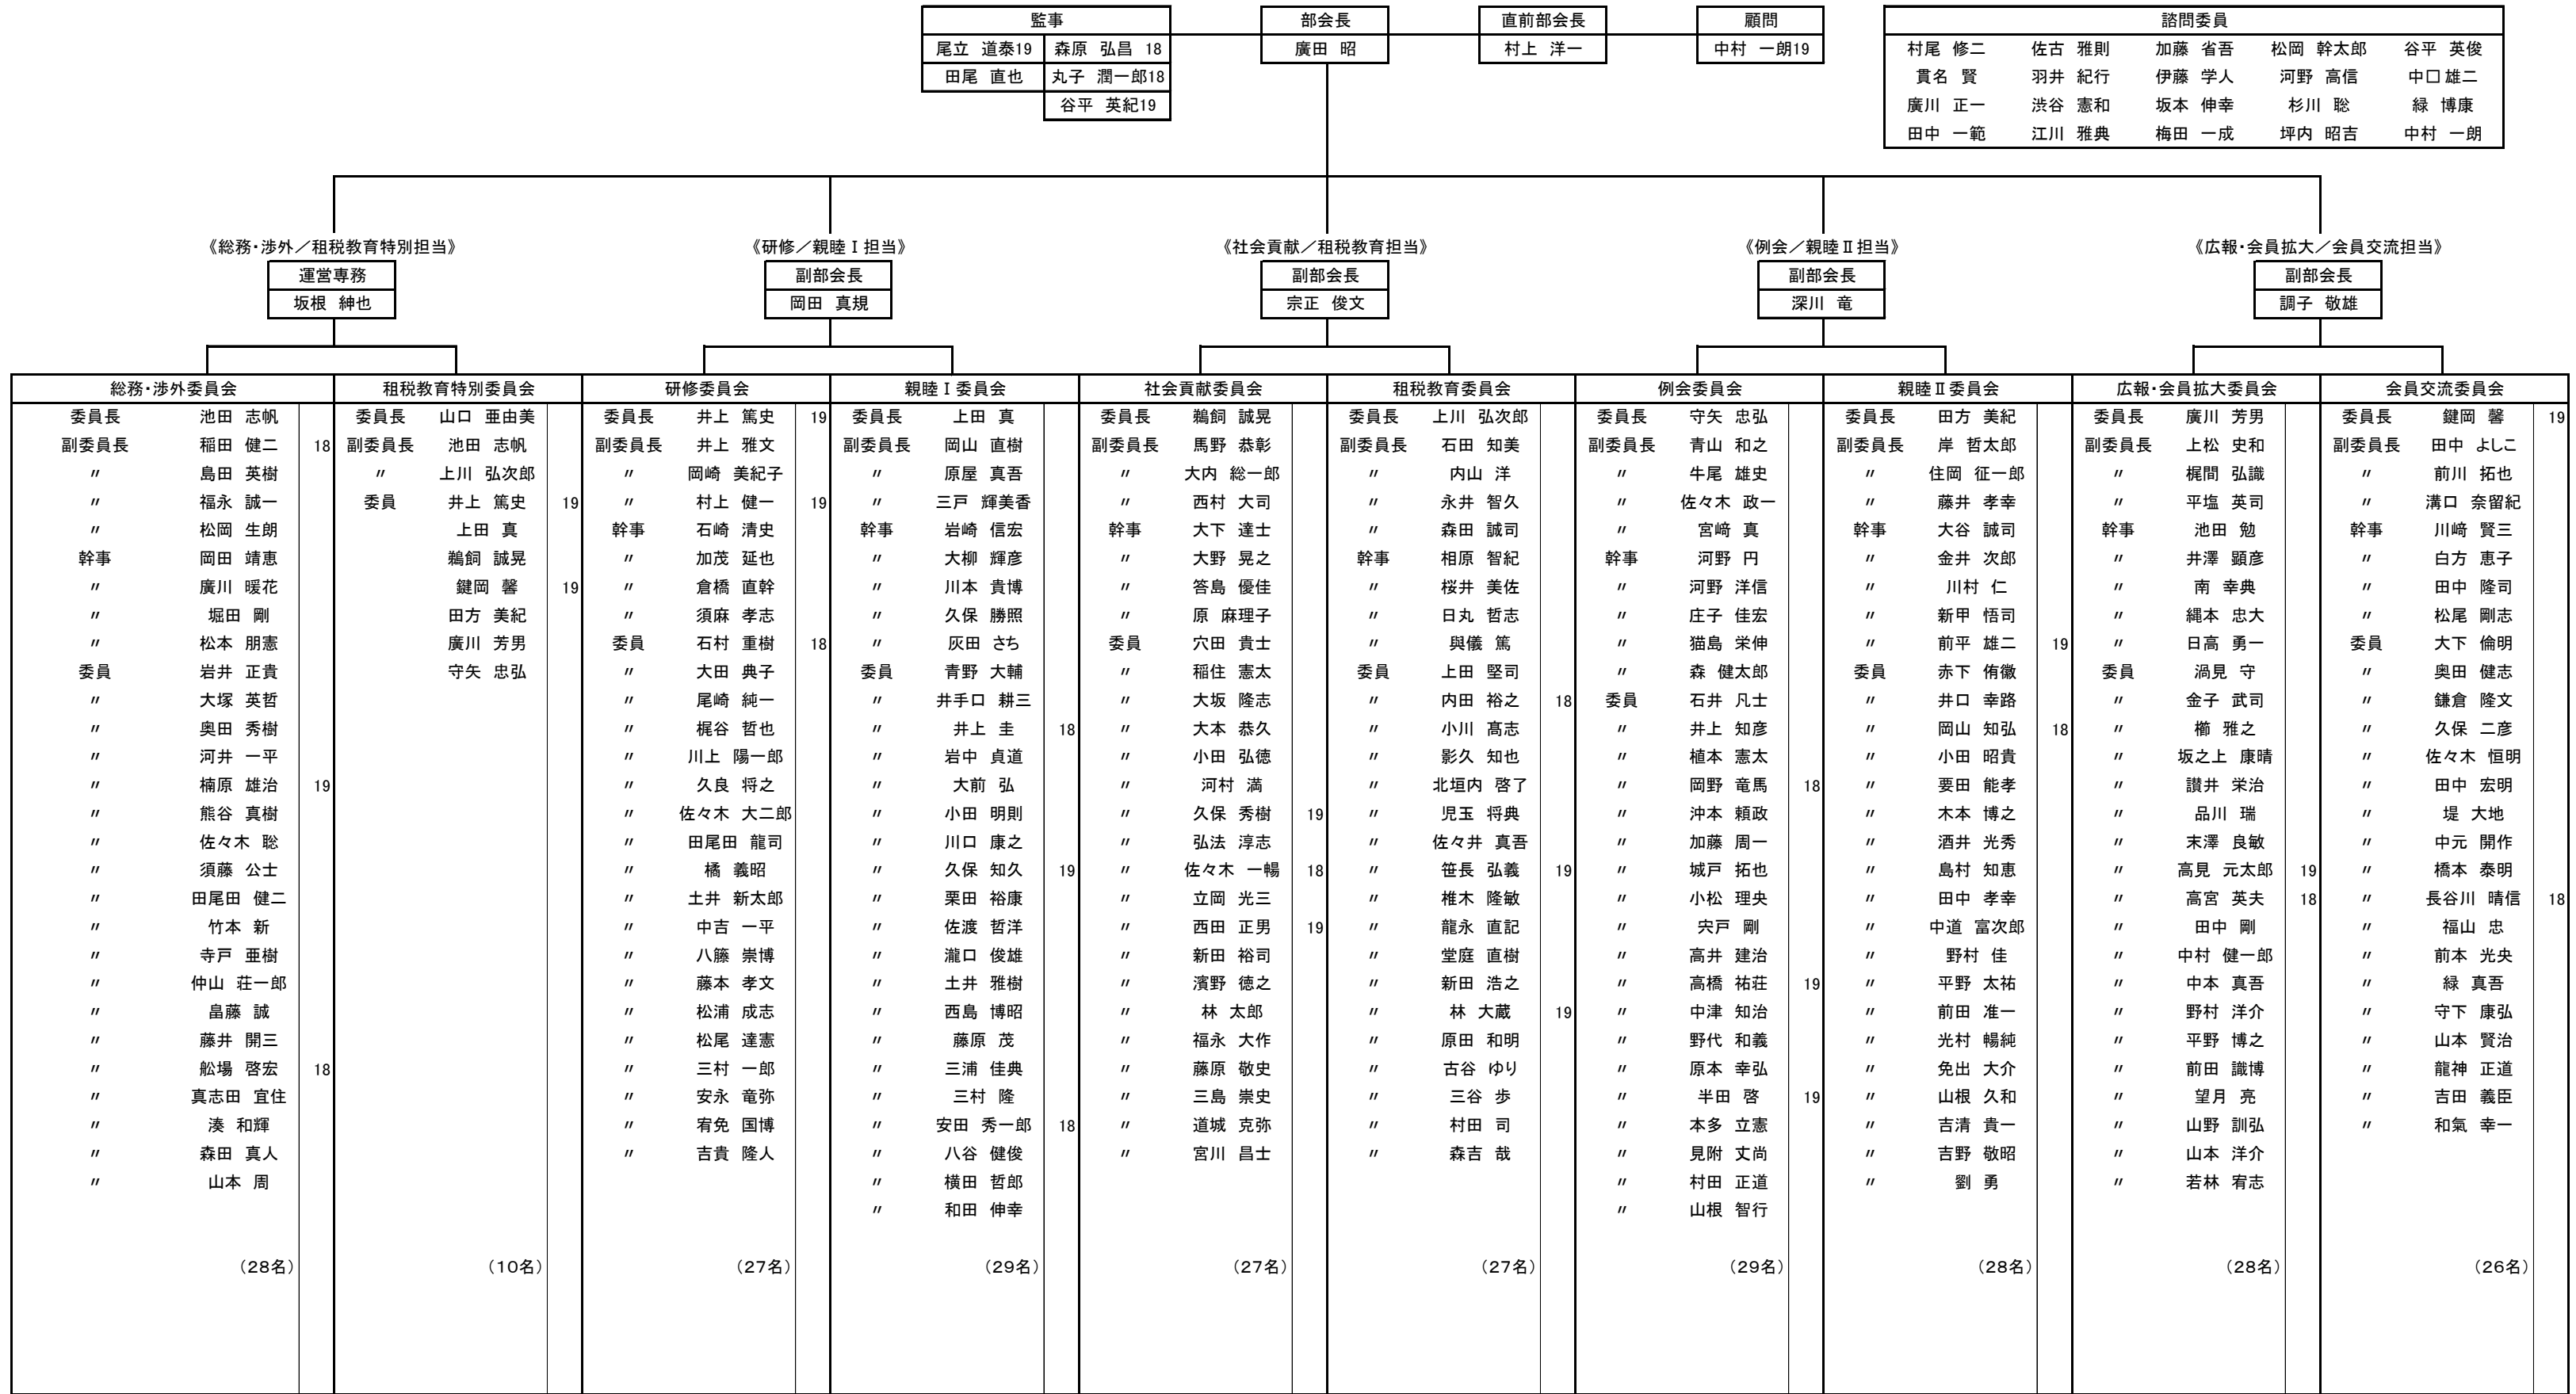 監事 部会長 直前部会長 顧問 諮問委員
尾立 道泰19 森原 弘昌 18 廣田 昭 村上 洋一 中村 一朗19 村尾 修二 佐古 雅則 加藤 省吾 松岡 幹太郎 谷平 英俊
田尾 直也 丸子 潤一郎18 貫名 賢 羽井 紀行 伊藤 学人 河野 高信 中口 雄二
谷平 英紀19 廣川 正一 渋谷 憲和 坂本 伸幸 杉川 聡 緑 博康
田中 一範 江川 雅典 梅田 一成 坪内 昭吉 中村 一朗
《総務・渉外／租税教育特別担当》 《研修／親睦Ⅰ担当》 《社会貢献／租税教育担当》 《例会／親睦Ⅱ担当》 《広報・会員拡大／会員交流担当》
運営専務 副部会長 副部会長 副部会長 副部会長
坂根 紳也 岡田 真規 宗正 俊文 深川 竜 調子 敬雄
総務・渉外委員会 租税教育特別委員会 研修委員会 親睦Ⅰ委員会 社会貢献委員会 租税教育委員会 例会委員会 親睦Ⅱ委員会 広報・会員拡大委員会 会員交流委員会
委員長 池田 志帆 委員長 山口 亜由美 委員長 井上 篤史 19 委員長 上田 真 委員長 鵜飼 誠晃 委員長 上川 弘次郎 委員長 守矢 忠弘 委員長 田方 美紀 委員長 廣川 芳男 委員長 鍵岡 馨 19
副委員長 稲田 健二 18 副委員長 池田 志帆 副委員長 井上 雅文 副委員長 岡山 直樹 副委員長 馬野 恭彰 副委員長 石田 知美 副委員長 青山 和之 副委員長 岸 哲太郎 副委員長 上松 史和 副委員長 田中 よしこ
〃 島田 英樹 〃 上川 弘次郎 〃 岡崎 美紀子 〃 原屋 真吾 〃 大内 総一郎 〃 内山 洋 〃 牛尾 雄史 〃 住岡 征一郎 〃 梶間 弘識 〃 前川 拓也
〃 福永 誠一 委員 井上 篤史 19 〃 村上 健一 19 〃 三戸 輝美香 〃 西村 大司 〃 永井 智久 〃 佐々木 政一 〃 藤井 孝幸 〃 平塩 英司 〃 溝口 奈留紀
〃 松岡 生朗 上田 真 幹事 石崎 清史 幹事 岩崎 信宏 幹事 大下 達士 〃 森田 誠司 〃 宮﨑 真 幹事 大谷 誠司 幹事 池田 勉 幹事 川﨑 賢三
幹事 岡田 靖恵 鵜飼 誠晃 〃 加茂 延也 〃 大柳 輝彦 〃 大野 晃之 幹事 相原 智紀 幹事 河野 円 〃 金井 次郎 〃 井澤 顕彦 〃 白方 恵子
〃 廣川 暖花 鍵岡 馨 19 〃 倉橋 直幹 〃 川本 貴博 〃 答島 優佳 〃 桜井 美佐 〃 河野 洋信 〃 川村 仁 〃 南 幸典 〃 田中 隆司
〃 堀田 剛 田方 美紀 〃 須麻 孝志 〃 久保 勝照 〃 原 麻理子 〃 日丸 哲志 〃 庄子 佳宏 〃 新甲 悟司 〃 縄本 忠大 〃 松尾 剛志
〃 松本 朋憲 廣川 芳男 委員 石村 重樹 18 〃 灰田 さち 委員 穴田 貴士 〃 與儀 篤 〃 猫島 栄伸 〃 前平 雄二 19 〃 日高 勇一 委員 大下 倫明
委員 岩井 正貴 守矢 忠弘 〃 大田 典子 委員 青野 大輔 〃 稲住 憲太 委員 上田 堅司 〃 森 健太郎 委員 赤下 侑徽 委員 渦見 守 〃 奥田 健志
〃 大塚 英哲 〃 尾崎 純一 〃 井手口 耕三 〃 大坂 隆志 〃 内田 裕之 18 委員 石井 凡士 〃 井口 幸路 〃 金子 武司 〃 鎌倉 隆文
〃 奥田 秀樹 〃 梶谷 哲也 〃 井上 圭 18 〃 大本 恭久 〃 小川 髙志 〃 井上 知彦 〃 岡山 知弘 18 〃 櫛 雅之 〃 久保 二彦
〃 河井 一平 〃 川上 陽一郎 〃 岩中 貞道 〃 小田 弘徳 〃 影久 知也 〃 植本 憲太 〃 小田 昭貴 〃 坂之上 康晴 〃 佐々木 恒明
〃 楠原 雄治 19 〃 久良 将之 〃 大前 弘 〃 河村 満 〃 北垣内 啓了 〃 岡野 竜馬 18 〃 要田 能孝 〃 讃井 栄治 〃 田中 宏明
〃 熊谷 真樹 〃 佐々木 大二郎 〃 小田 明則 〃 久保 秀樹 19 〃 児玉 将典 〃 沖本 頼政 〃 木本 博之 〃 品川 瑞 〃 堤 大地
〃 佐々木 聡 〃 田尾田 龍司 〃 川口 康之 〃 弘法 淳志 〃 佐々井 真吾 〃 加藤 周一 〃 酒井 光秀 〃 末澤 良敏 〃 中元 開作
〃 須藤 公士 〃 橘 義昭 〃 久保 知久 19 〃 佐々木 一暢 18 〃 笹長 弘義 19 〃 城戸 拓也 〃 島村 知恵 〃 高見 元太郎 19 〃 橋本 泰明
〃 田尾田 健二 〃 土井 新太郎 〃 栗田 裕康 〃 立岡 光三 〃 椎木 隆敏 〃 小松 理央 〃 田中 孝幸 〃 高宮 英夫 18 〃 長谷川 晴信 18
〃 竹本 新 〃 中吉 一平 〃 佐渡 哲洋 〃 西田 正男 19 〃 龍永 直記 〃 宍戸 剛 〃 中道 富次郎 〃 田中 剛 〃 福山 忠
〃 寺戸 亜樹 〃 八籐 崇博 〃 瀧口 俊雄 〃 新田 裕司 〃 堂庭 直樹 〃 高井 建治 〃 野村 佳 〃 中村 健一郎 〃 前本 光央
〃 仲山 荘一郎 〃 藤本 孝文 〃 土井 雅樹 〃 濱野 徳之 〃 新田 浩之 〃 高橋 祐荘 19 〃 平野 太祐 〃 中本 真吾 〃 緑 真吾
〃 畠藤 誠 〃 松浦 成志 〃 西島 博昭 〃 林 太郎 〃 林 大蔵 19 〃 中津 知治 〃 前田 准一 〃 野村 洋介 〃 守下 康弘
〃 藤井 開三 〃 松尾 達憲 〃 藤原 茂 〃 福永 大作 〃 原田 和明 〃 野代 和義 〃 光村 暢純 〃 平野 博之 〃 山本 賢治
〃 舩場 啓宏 18 〃 三村 一郎 〃 三浦 佳典 〃 藤原 敬史 〃 古谷 ゆり 〃 原本 幸弘 〃 免出 大介 〃 前田 識博 〃 龍神 正道
〃 真志田 宜住 〃 安永 竜弥 〃 三村 隆 〃 三島 崇史 〃 三谷 歩 〃 半田 啓 19 〃 山根 久和 〃 望月 亮 〃 吉田 義臣
〃 湊 和輝 〃 宥免 国博 〃 安田 秀一郎 18 〃 道城 克弥 〃 村田 司 〃 本多 立憲 〃 吉清 貴一 〃 山野 訓弘 〃 和氣 幸一
〃 森田 真人 〃 吉貴 隆人 〃 八谷 健俊 〃 宮川 昌士 〃 森吉 哉 〃 見附 丈尚 〃 吉野 敬昭 〃 山本 洋介
〃 山本 周 〃 横田 哲郎 〃 村田 正道 〃 劉 勇 〃 若林 宥志
〃 和田 伸幸 〃 山根 智行
（28名） （10名） （27名） （29名） （27名） （27名） （29名） （28名） （28名） （26名）